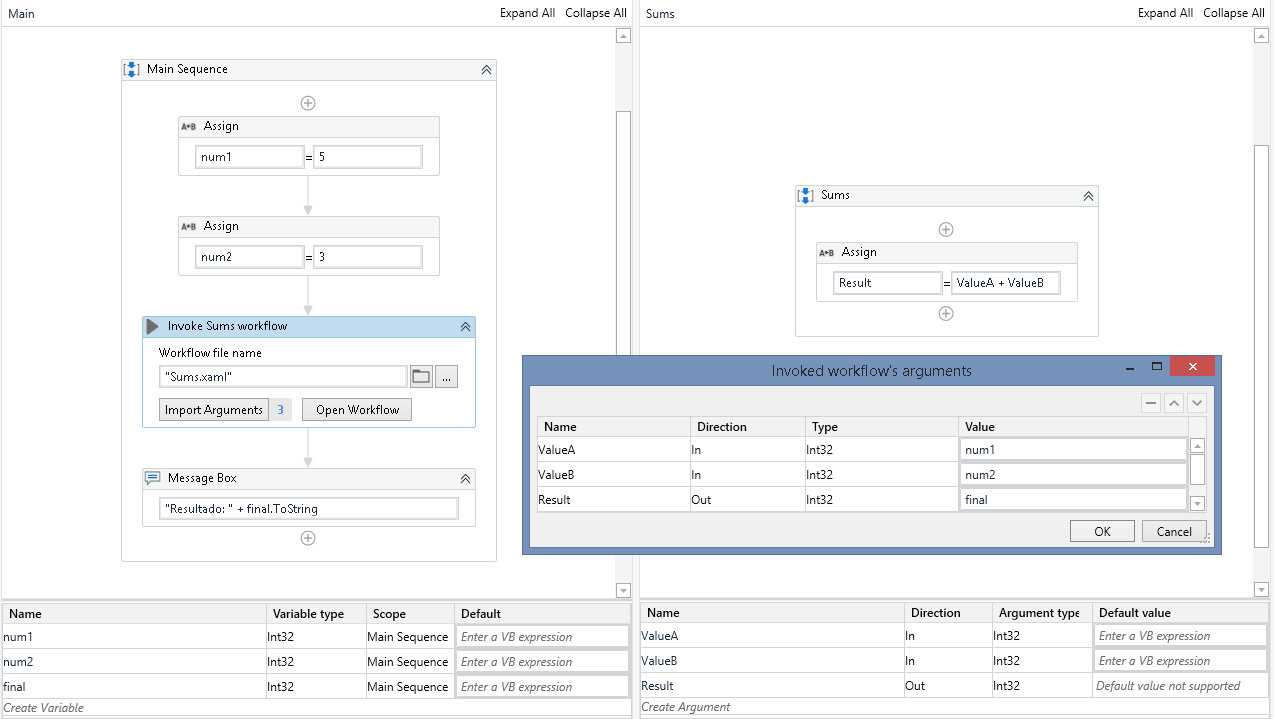 Main Expand All Collapse All
Main Sequence
A+B Assign
num1 = 5
A+B Assign
num2 = 3
Invoke Sums workflow
Workflow file name
"Sums.xaml"
...
Import Arguments 3 Open Workflow
Message Box
"Resultado: " + final.ToString
Name Variable type Scope Default
num1 Int32 Main Sequence Enter a VB expression
num2 Int32 Main Sequence Enter a VB expression
final Int32 Main Sequence Enter a VB expression
Create Variable
Sums Expand All Collapse All
Sums
A+B Assign
Result = ValueA + ValueB
Invoked workflow's arguments
Name Direction Type Value
ValueA In Int32 num1
ValueB In Int32 num2
Result Out Int32 final
OK Cancel
Name Direction Argument type Default value
ValueA In Int32 Enter a VB expression
ValueB In Int32 Enter a VB expression
Result Out Int32 Default value not supported
Create Argument